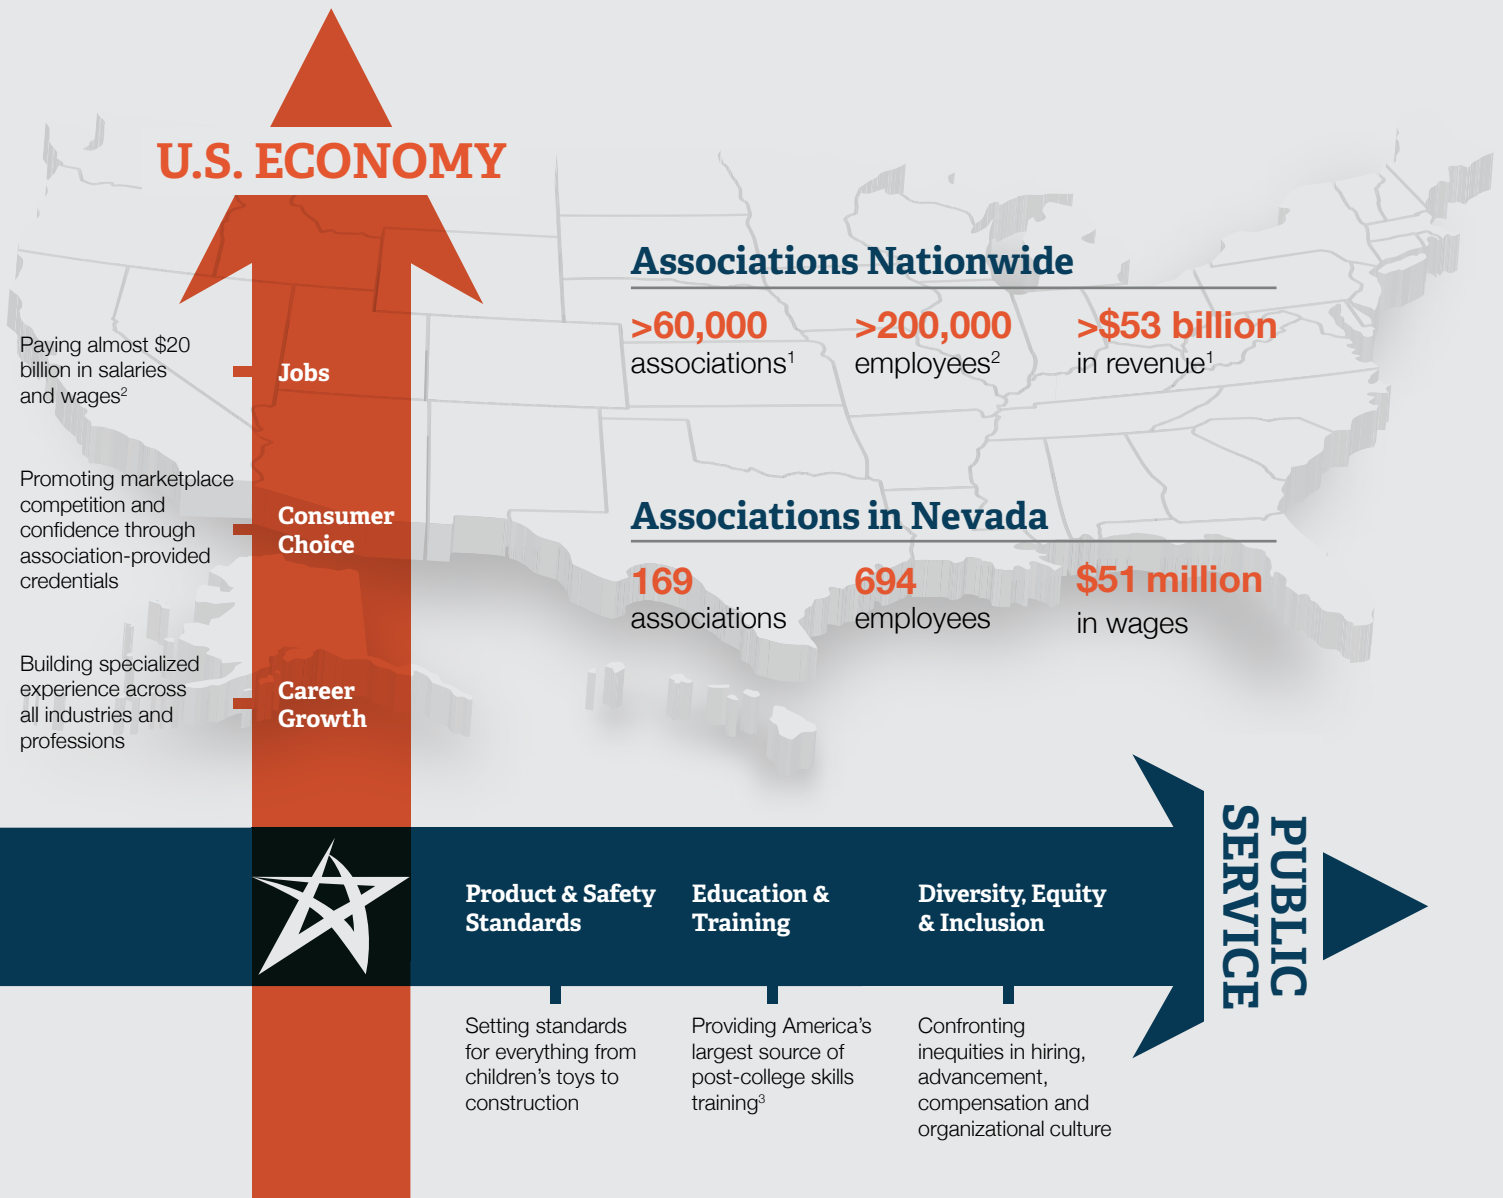 U.S. ECONOMY
Paying almost $20
billion in salaries
and wages²
Jobs
Promoting marketplace
competition and
confidence through
association-provided
credentials
Consumer
Choice
Building specialized
experience across
all industries and
professions
Career
Growth
Associations Nationwide
>60,000
associations¹
>200,000
employees²
>$53 billion
in revenue¹
Associations in Nevada
169
associations
694
employees
$51 million
in wages
PUBLIC
SERVICE
Product & Safety
Standards
Setting standards
for everything from
children’s toys to
construction
Education &
Training
Providing America’s
largest source of
post-college skills
training³
Diversity, Equity
& Inclusion
Confronting
inequities in hiring,
advancement,
compensation and
organizational culture